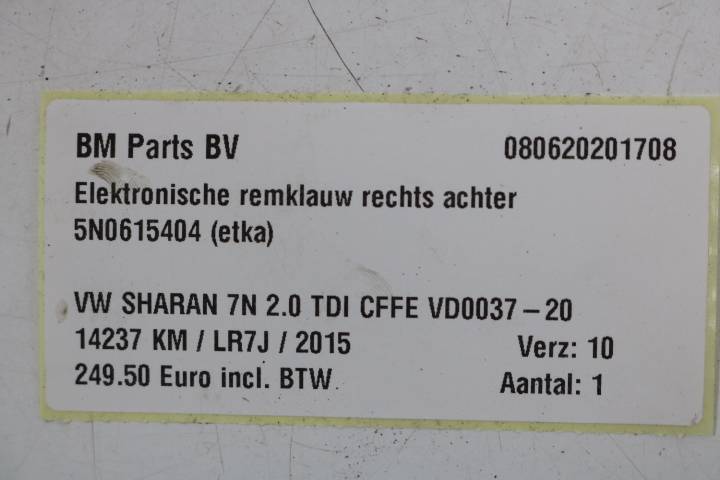 BM Parts BV 080620201708
Elektronische remklauw rechts achter
5N0615404 (etka)
VW SHARAN 7N 2.0 TDI CFFE VD0037-20
14237 KM / LR7J / 2015 Verz: 10
249.50 Euro incl. BTW Aantal: 1